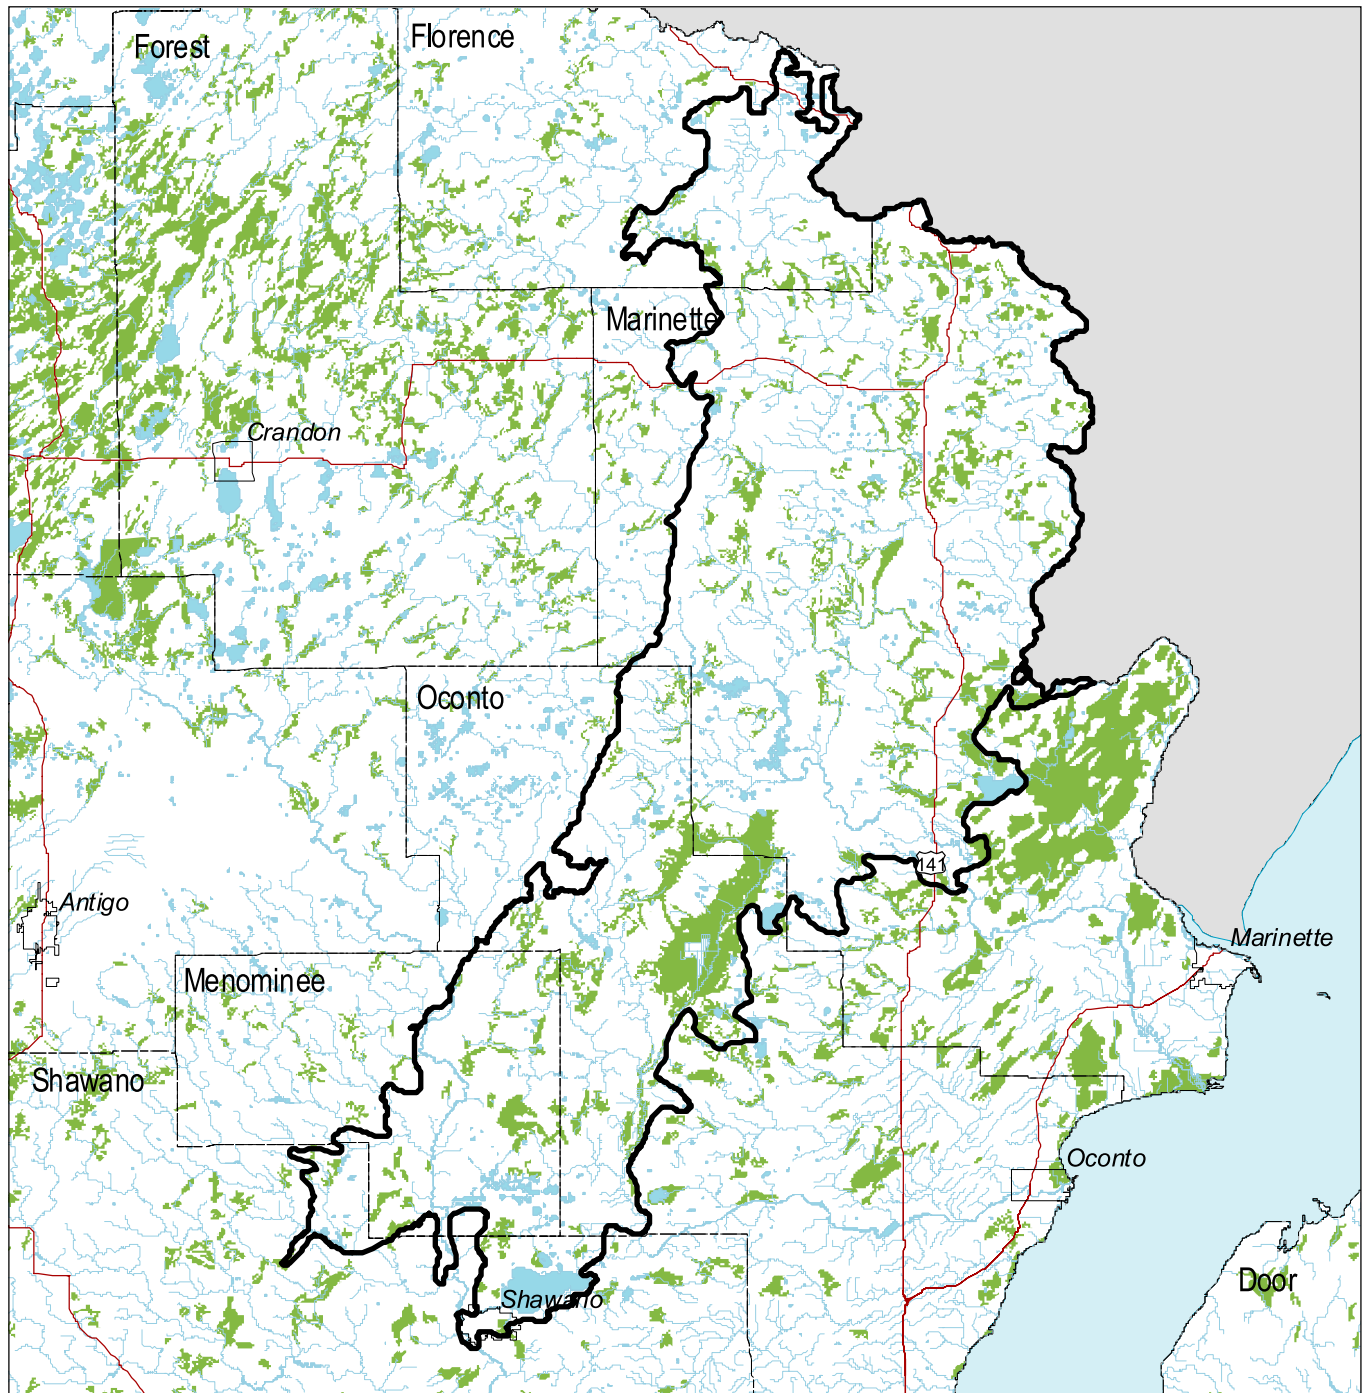 Florence
Forest
Marinette
Crandon
Oconto
141
Antigo
Marinette
Menominee
Shawano
Oconto
Door
Shawano